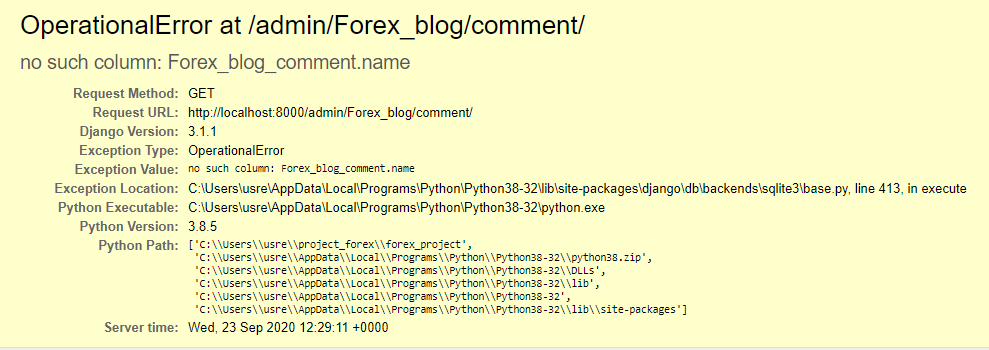 OperationalError at /admin/Forex_blog/comment/
no such column: Forex_blog_comment.name
Request Method: GET
Request URL: http://localhost:8000/admin/Forex_blog/comment/
Django Version: 3.1.1
Exception Type: OperationalError
Exception Value: no such column: Forex_blog_comment.name
Exception Location: C:\Users\usre\AppData\Local\Programs\Python\Python38-32\lib\site-packages\django\db\backends\sqlite3\base.py, line 413, in execute
Python Executable: C:\Users\usre\AppData\Local\Programs\Python\Python38-32\python.exe
Python Version: 3.8.5
Python Path: ['C:\\Users\\usre\\project_forex\\forex_project',
'C:\\Users\\usre\\AppData\\Local\\Programs\\Python\\Python38-32\\python38.zip',
'C:\\Users\\usre\\AppData\\Local\\Programs\\Python\\Python38-32\\DLLs',
'C:\\Users\\usre\\AppData\\Local\\Programs\\Python\\Python38-32\\lib',
'C:\\Users\\usre\\AppData\\Local\\Programs\\Python\\Python38-32',
'C:\\Users\\usre\\AppData\\Local\\Programs\\Python\\Python38-32\\lib\\site-packages']
Server time: Wed, 23 Sep 2020 12:29:11 +0000